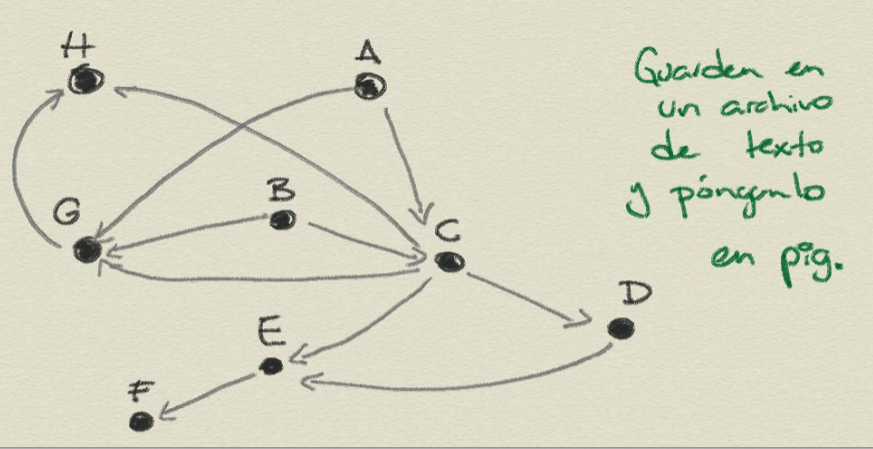 H
A
G
B
C
D
E
F
Guarden en
un archivo
de texto
y pónganlo
en pig.